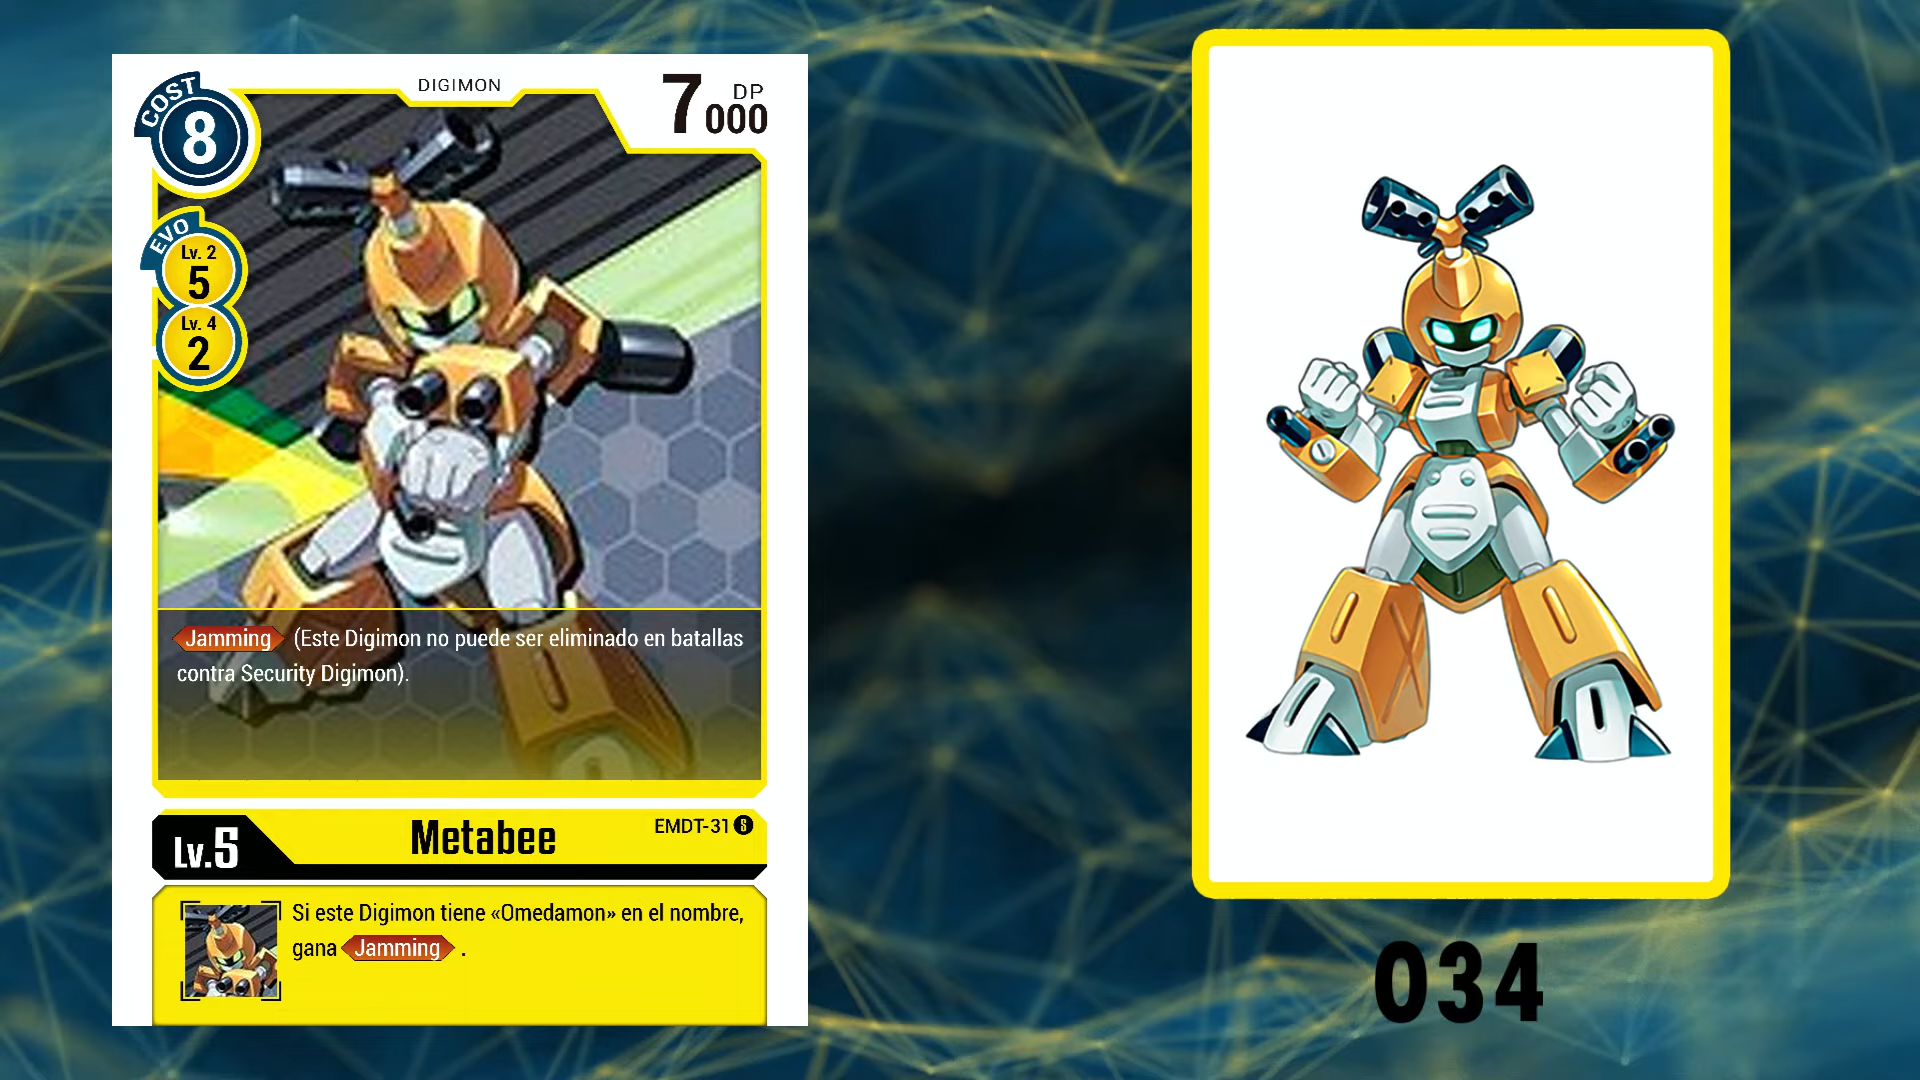 COST
8
DIGIMON
7000
DP
EVO
Lv. 2
5
Lv. 4
2
Jamming (Este Digimon no puede ser eliminado en batallas
contra Security Digimon).
Lv.5
Metabee
EMDT-31 S
Si este Digimon tiene «Omedamon» en el nombre,
gana Jamming .
034